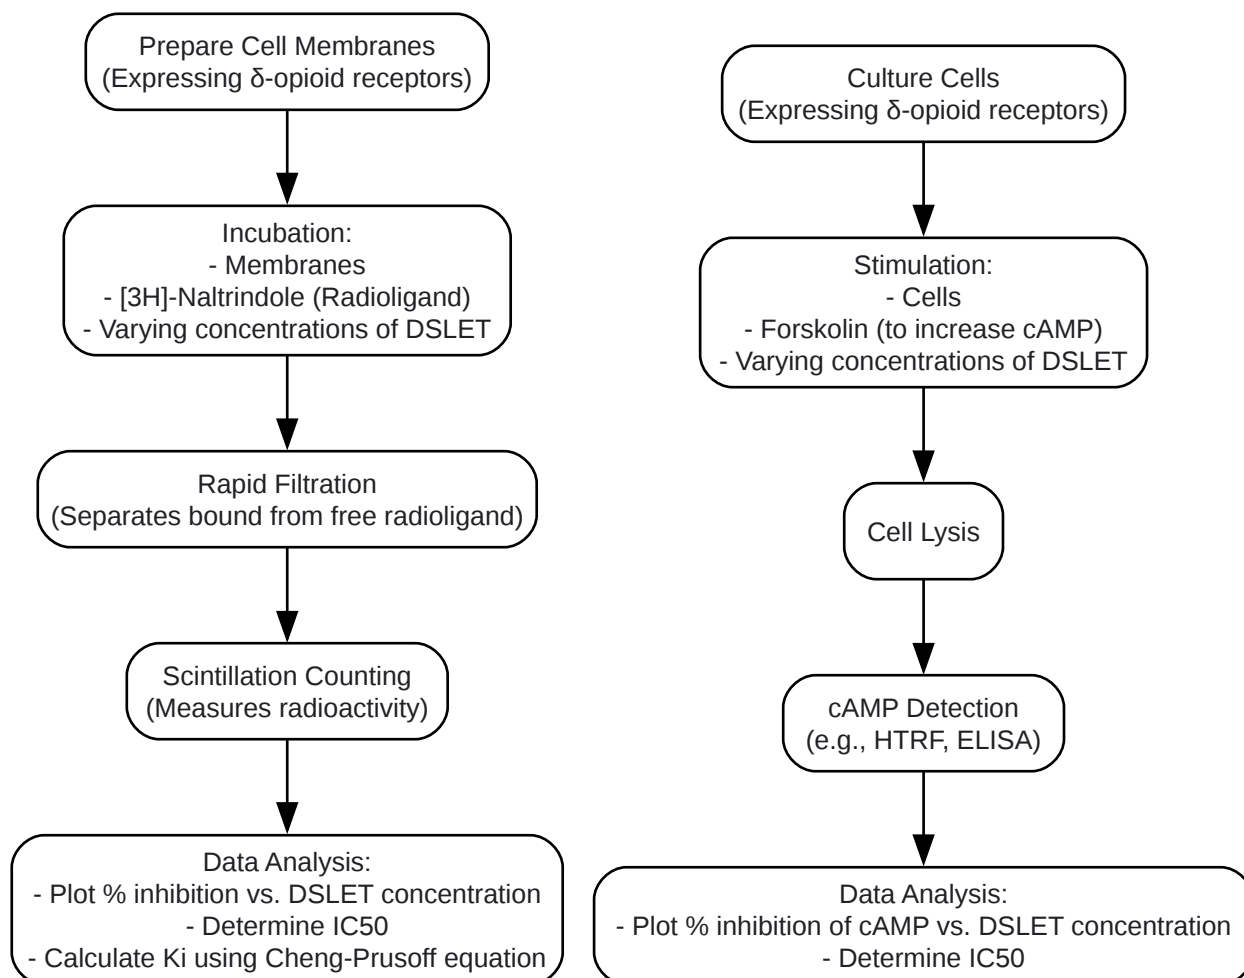 Prepare Cell Membranes
(Expressing δ-opioid receptors)
Incubation:
- Membranes
- [3H]-Naltrindole (Radioligand)
- Varying concentrations of DSLET
Rapid Filtration
(Separates bound from free radioligand)
Scintillation Counting
(Measures radioactivity)
Data Analysis:
- Plot % inhibition vs. DSLET concentration
- Determine IC50
- Calculate Ki using Cheng-Prusoff equation
Culture Cells
(Expressing δ-opioid receptors)
Stimulation:
- Cells
- Forskolin (to increase cAMP)
- Varying concentrations of DSLET
Cell Lysis
cAMP Detection
(e.g., HTRF, ELISA)
Data Analysis:
- Plot % inhibition of cAMP vs. DSLET concentration
- Determine IC50